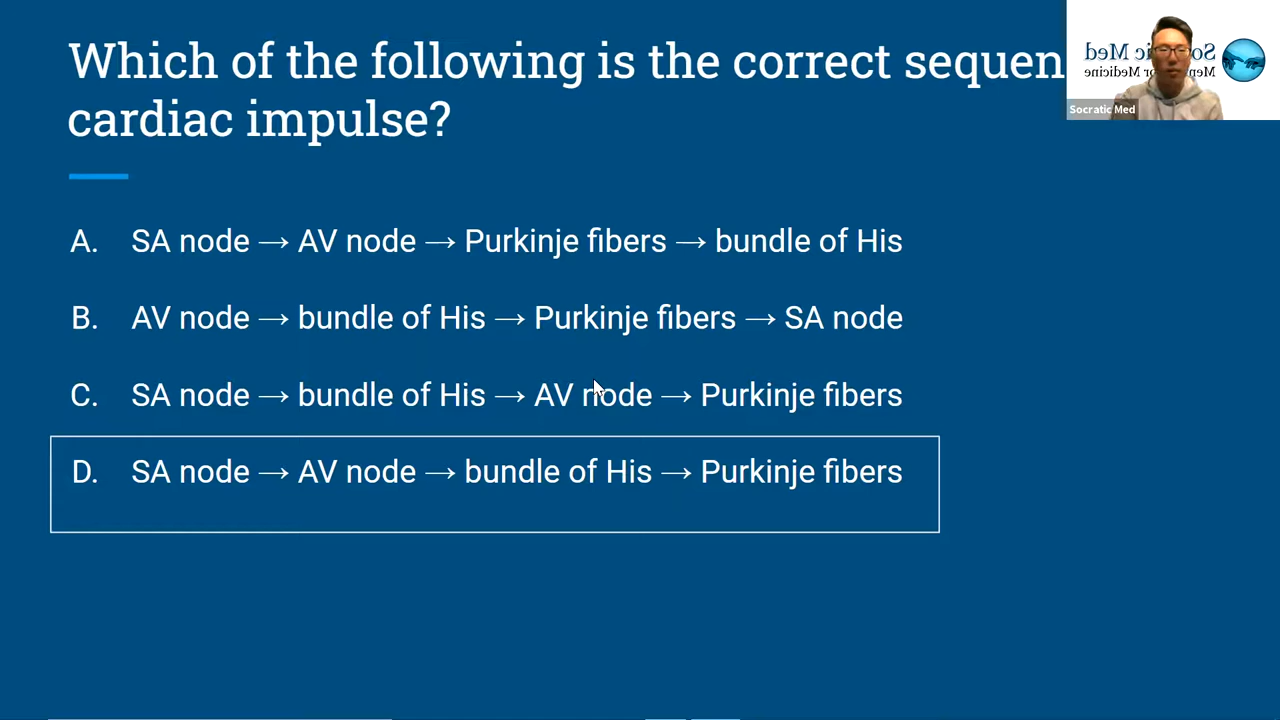 Which of the following is the correct sequen
cardiac impulse?
A. SA node → AV node → Purkinje fibers → bundle of His
B. AV node → bundle of His → Purkinje fibers → SA node
C. SA node → bundle of His → AV node → Purkinje fibers
D. SA node → AV node → bundle of His → Purkinje fibers
Med
Medicine
Socratic Med